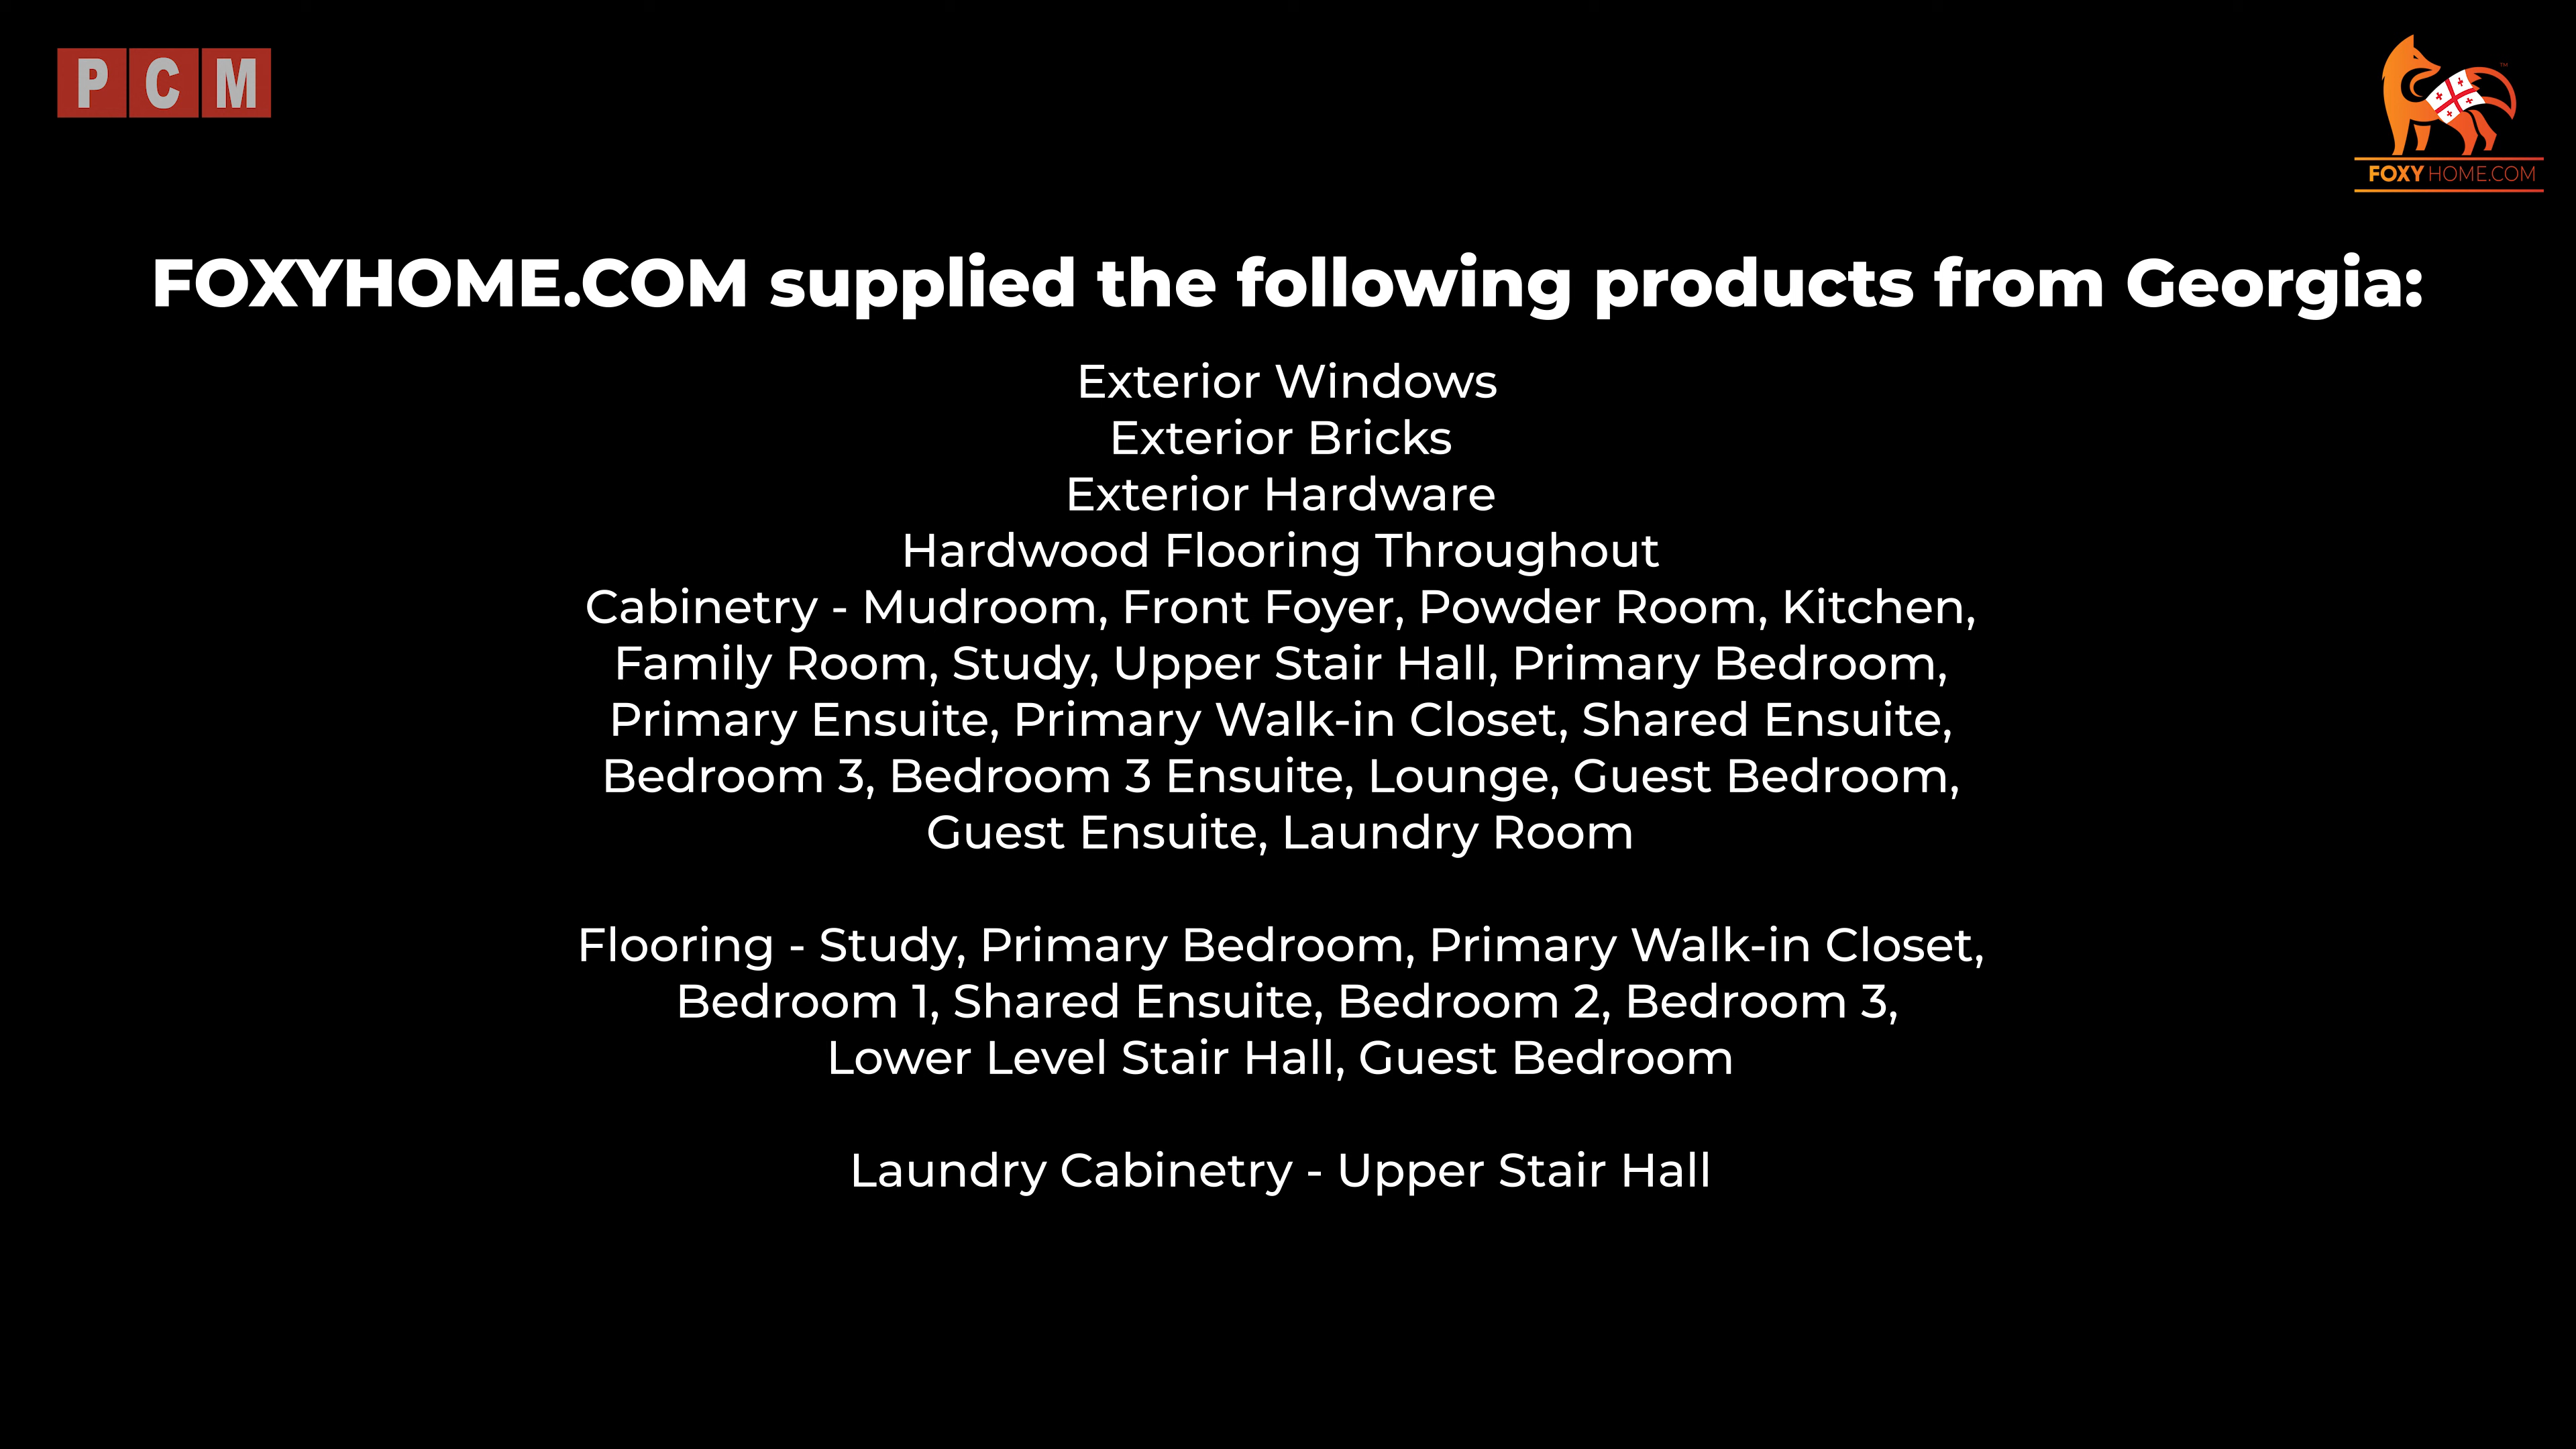 PCM
FOXYHOME.COM
FOXYHOME.COM supplied the following products from Georgia:
Exterior Windows
Exterior Bricks
Exterior Hardware
Hardwood Flooring Throughout
Cabinetry - Mudroom, Front Foyer, Powder Room, Kitchen,
Family Room, Study, Upper Stair Hall, Primary Bedroom,
Primary Ensuite, Primary Walk-in Closet, Shared Ensuite,
Bedroom 3, Bedroom 3 Ensuite, Lounge, Guest Bedroom,
Guest Ensuite, Laundry Room
Flooring - Study, Primary Bedroom, Primary Walk-in Closet,
Bedroom 1, Shared Ensuite, Bedroom 2, Bedroom 3,
Lower Level Stair Hall, Guest Bedroom
Laundry Cabinetry - Upper Stair Hall